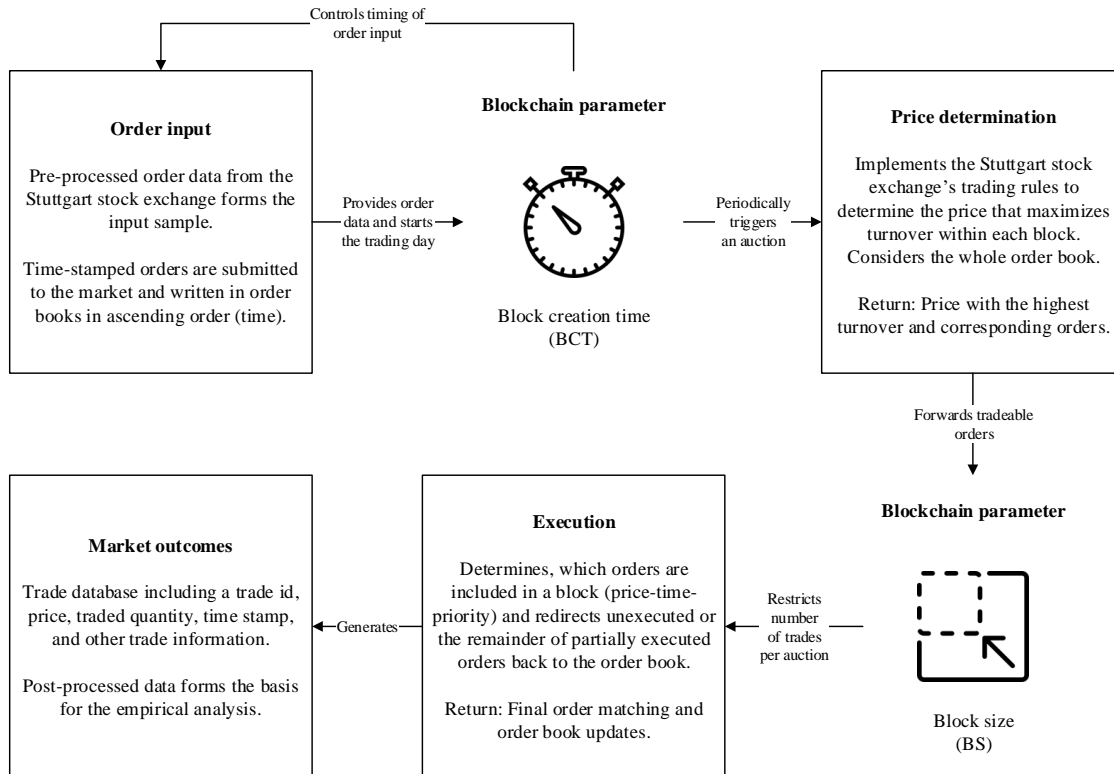 Controls timing of
order input
Order input
Pre-processed order data from the
Stuttgart stock exchange forms the
input sample.
Time-stamped orders are submitted
to the market and written in order
books in ascending order (time).
Provides order
data and starts
the trading day
Blockchain parameter
Block creation time
(BCT)
Periodically
triggers
an auction
Price determination
Implements the Stuttgart stock
exchange’s trading rules to
determine the price that maximizes
turnover within each block.
Considers the whole order book.
Return: Price with the highest
turnover and corresponding orders.
Forwards tradeable
orders
Blockchain parameter
Block size
(BS)
Restricts
number
of trades
per auction
Execution
Determines, which orders are
included in a block (price-time-
priority) and redirects unexecuted or
the remainder of partially executed
orders back to the order book.
Return: Final order matching and
order book updates.
Generates
Market outcomes
Trade database including a trade id,
price, traded quantity, time stamp,
and other trade information.
Post-processed data forms the basis
for the empirical analysis.